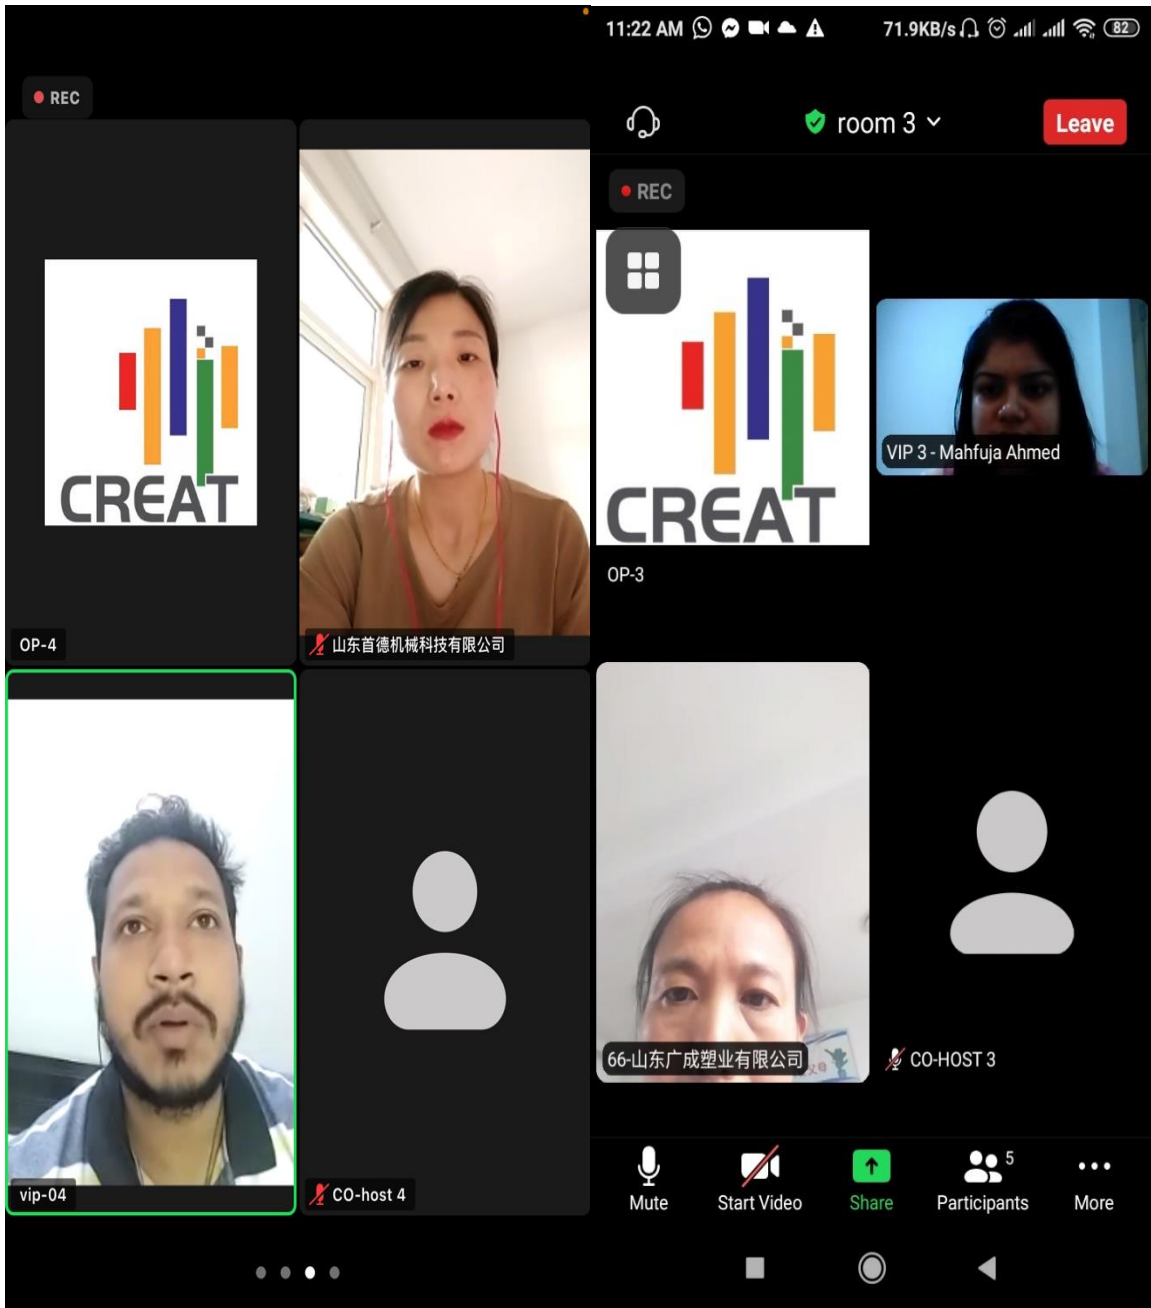 REC
CREAT
OP-4
山东首德机械科技有限公司
vip-04
CO-host 4
11:22 AM
71.9KB/s
82
room 3
Leave
REC
CREAT
OP-3
VIP 3 - Mahfuja Ahmed
66-山东广成塑业有限公司
CO-HOST 3
Mute
Start Video
Share
5
Participants
More